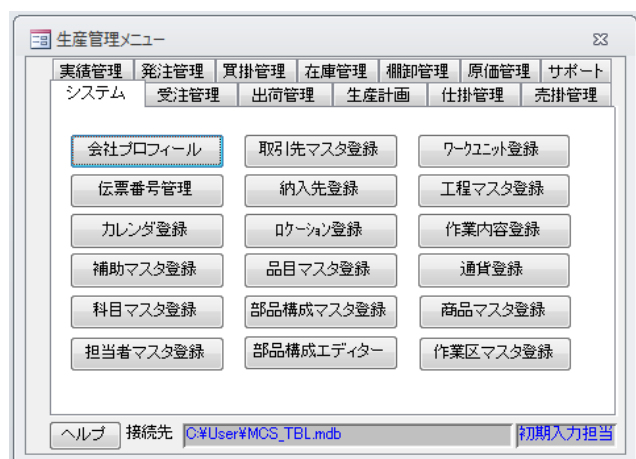 生産管理メニュー
実績管理 発注管理 買掛管理 在庫管理 棚卸管理 原価管理 サポート
システム 受注管理 出荷管理 生産計画 仕掛管理 売掛管理
会社プロフィール 取引先マスタ登録 ワークユニット登録
伝票番号管理 納入先登録 工程マスタ登録
カレンダ登録 ロケーション登録 作業内容登録
補助マスタ登録 品目マスタ登録 通貨登録
科目マスタ登録 部品構成マスタ登録 商品マスタ登録
担当者マスタ登録 部品構成エディター 作業区マスタ登録
ヘルプ 接続先 C:¥User¥MCS_TBL.mdb 初期入力担当